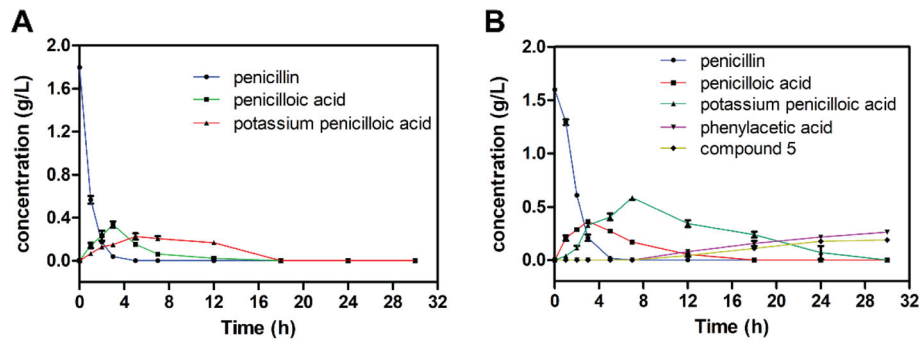 A
concentration (g/L)
2.0
1.6
1.2
0.8
0.4
0.0
0 4 8 12 16 20 24 28 32
Time (h)
penicillin
penicilloic acid
potassium penicilloic acid
B
concentration (g/L)
2.0
1.5
1.0
0.5
0.0
0 4 8 12 16 20 24 28 32
Time (h)
penicillin
penicilloic acid
potassium penicilloic acid
phenylacetic acid
compound 5